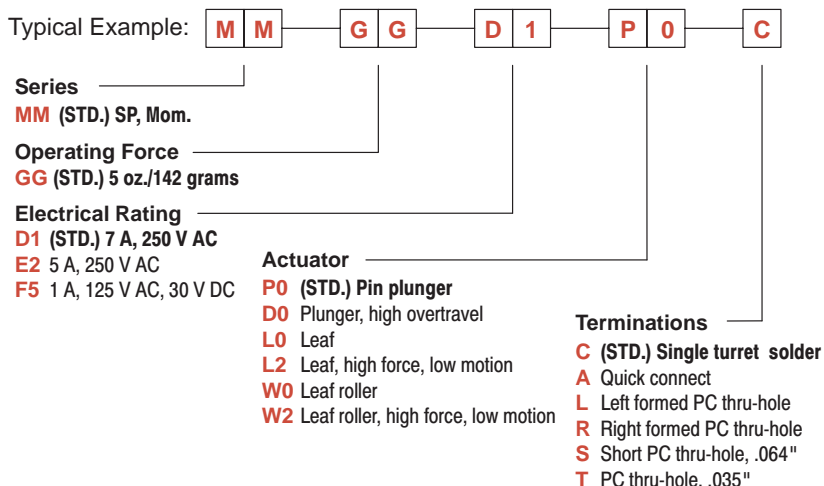 Typical Example: M M G G D 1 P 0 C
Series
MM (STD.) SP, Mom.
Operating Force
GG (STD.) 5 oz./142 grams
Electrical Rating
D1 (STD.) 7 A, 250 V AC
E2 5 A, 250 V AC
F5 1 A, 125 V AC, 30 V DC
Actuator
P0 (STD.) Pin plunger
D0 Plunger, high overtravel
L0 Leaf
L2 Leaf, high force, low motion
W0 Leaf roller
W2 Leaf roller, high force, low motion
Terminations
C (STD.) Single turret solder
A Quick connect
L Left formed PC thru-hole
R Right formed PC thru-hole
S Short PC thru-hole, .064"
T PC thru-hole, .035"